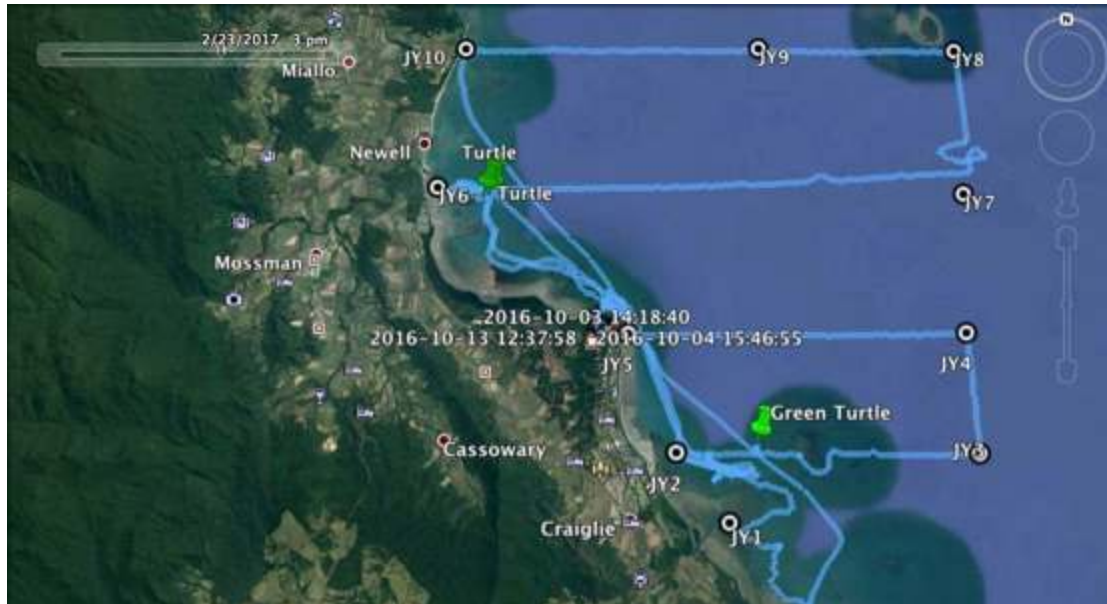 2/23/2017 3 pm
N
JY10
JY9
JY8
Miallo
Newell
Turtle
JY6
Turtle
JY7
Mossman
2016-10-03 14:18:40
2016-10-13 12:37:58
2016-10-04 15:46:55
JY5
JY4
Green Turtle
Cassowary
JY3
JY2
Craiglie
JY1